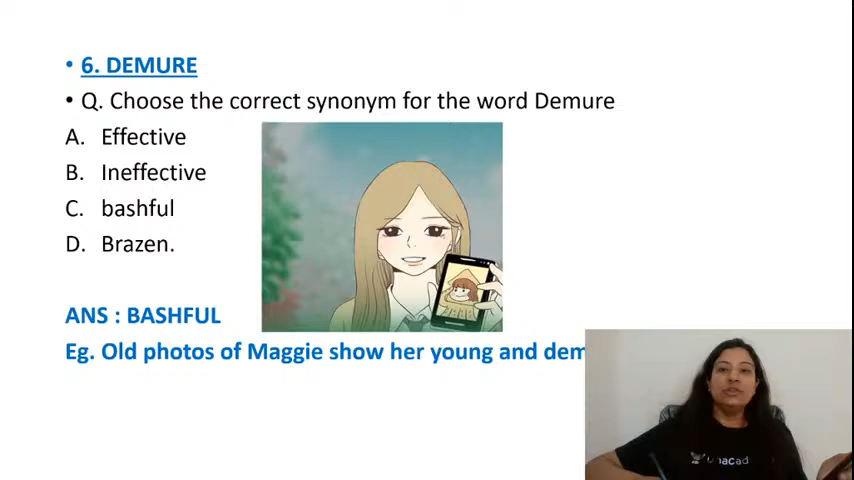 • 6. DEMURE
• Q. Choose the correct synonym for the word Demure
A. Effective
B. Ineffective
C. bashful
D. Brazen.
ANS : BASHFUL
Eg. Old photos of Maggie show her young and dem